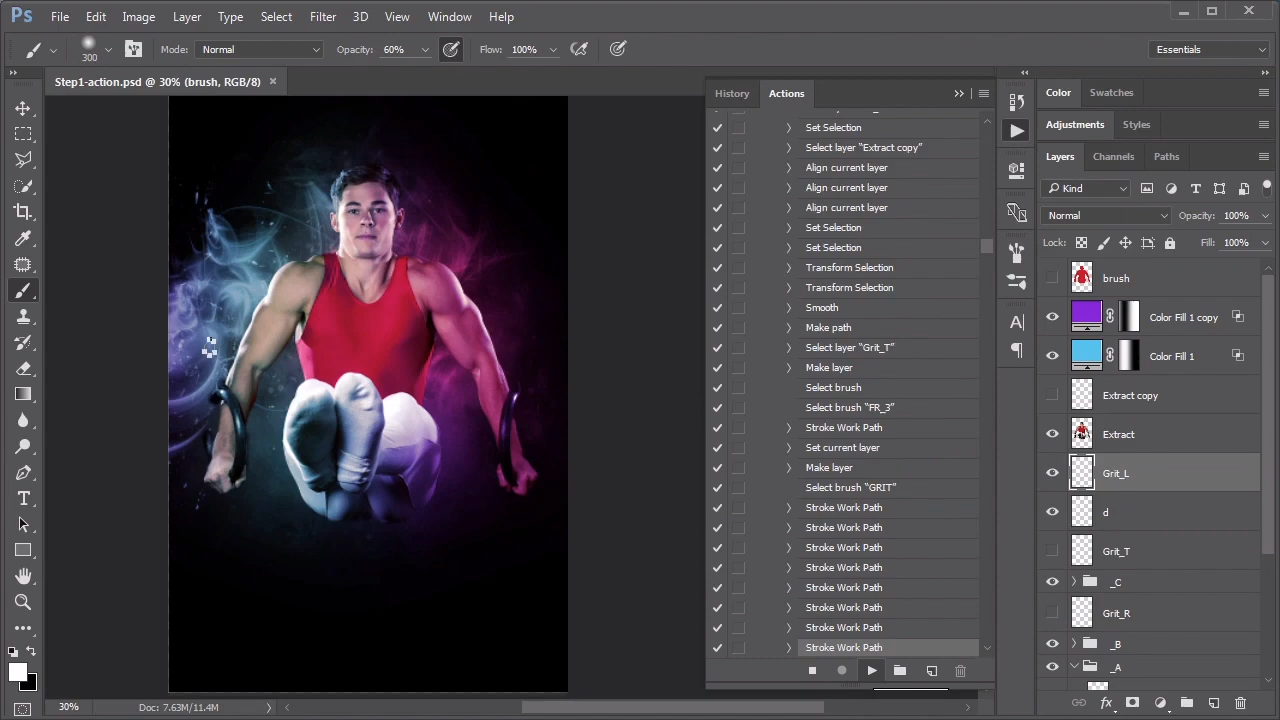 Ps File Edit Image Layer Type Select Filter 3D View Window Help
300 Mode: Normal Opacity: 60% Flow: 100% Essentials
Step1-action.psd @ 30% (brush, RGB/8) ×
History Actions
Set Selection
Select layer "Extract copy"
Align current layer
Align current layer
Align current layer
Set Selection
Set Selection
Transform Selection
Transform Selection
Smooth
Make path
Select layer "Grit_T"
Make layer
Select brush
Select brush "FR_3"
Stroke Work Path
Set current layer
Make layer
Select brush "GRIT"
Stroke Work Path
Stroke Work Path
Stroke Work Path
Stroke Work Path
Stroke Work Path
Stroke Work Path
Stroke Work Path
Stroke Work Path
Color Swatches
Adjustments Styles
Layers Channels Paths
Kind
Normal Opacity: 100%
Lock: Fill: 100%
brush
Color Fill 1 copy
Color Fill 1
Extract copy
Extract
Grit_L
d
Grit_T
_C
Grit_R
_B
_A
30% Doc: 7.63M/11.4M